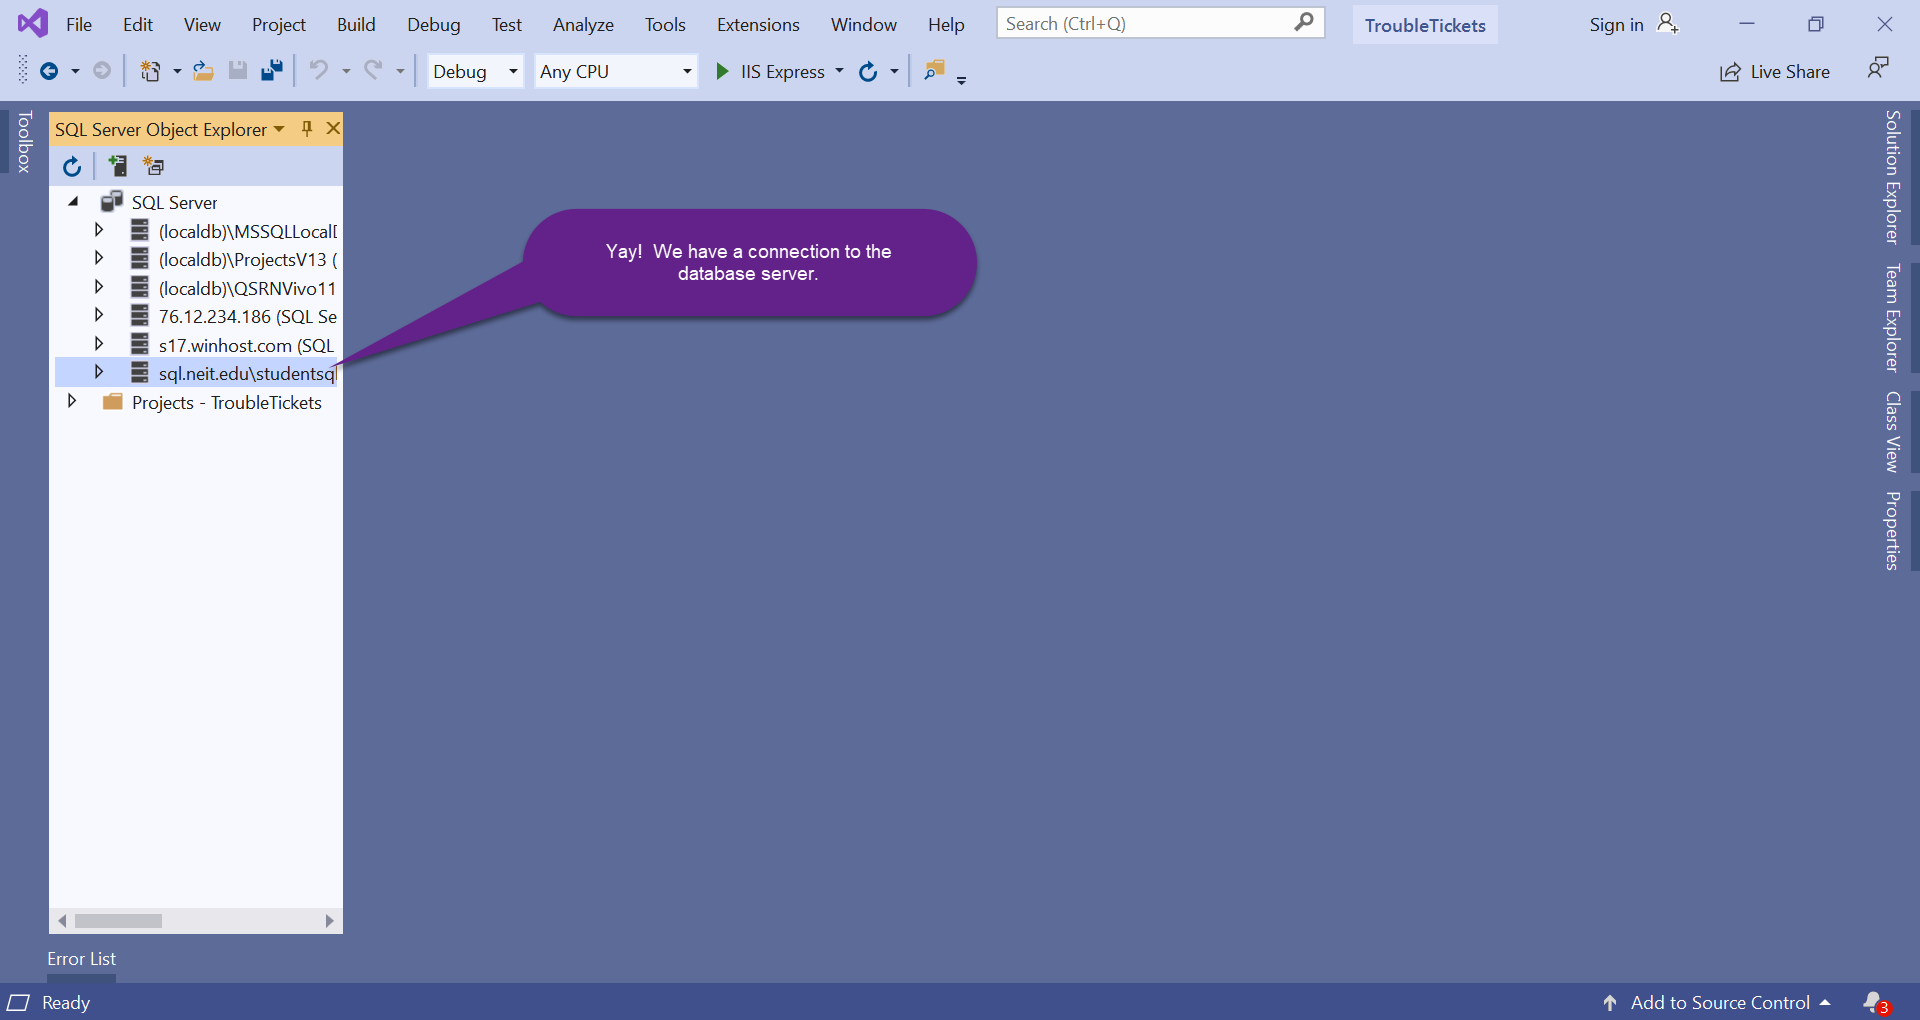 File Edit View Project Build Debug Test Analyze Tools Extensions Window Help Search (Ctrl+Q) TroubleTickets Sign in
Debug Any CPU IIS Express Live Share
Toolbox
SQL Server Object Explorer
SQL Server
(localdb)\MSSQLLocalD
(localdb)\ProjectsV13 (
(localdb)\QSRNVivo11
76.12.234.186 (SQL Se
s17.winhost.com (SQL
sql.neit.edu\studentsql
Projects - TroubleTickets
Yay!  We have a connection to the
database server.
Solution Explorer
Team Explorer
Class View
Properties
Error List
Ready Add to Source Control 3